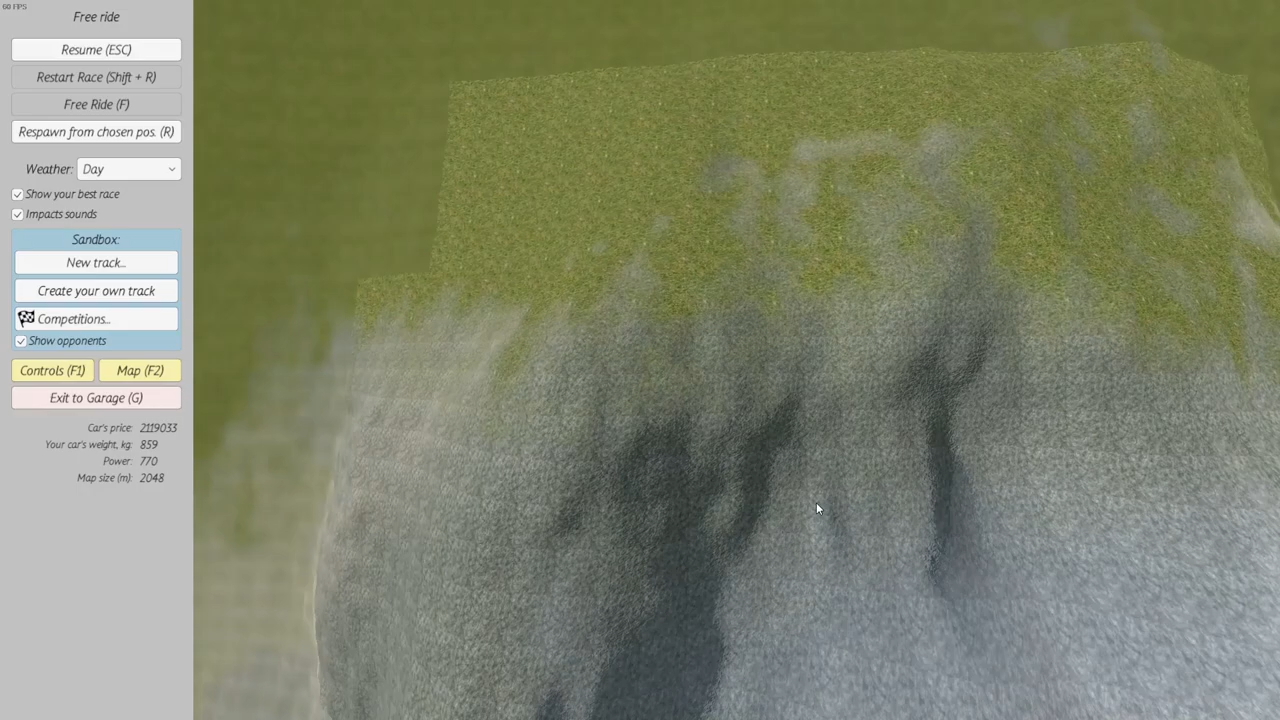 60 FPS
Free ride
Resume (ESC)
Restart Race (Shift + R)
Free Ride (F)
Respawn from chosen pos. (R)
Weather: Day
Show your best race
Impacts sounds
Sandbox:
New track...
Create your own track
Competitions...
Show opponents
Controls (F1) Map (F2)
Exit to Garage (G)
Car's price: 2119033
Your car's weight, kg: 859
Power: 770
Map size (m): 2048